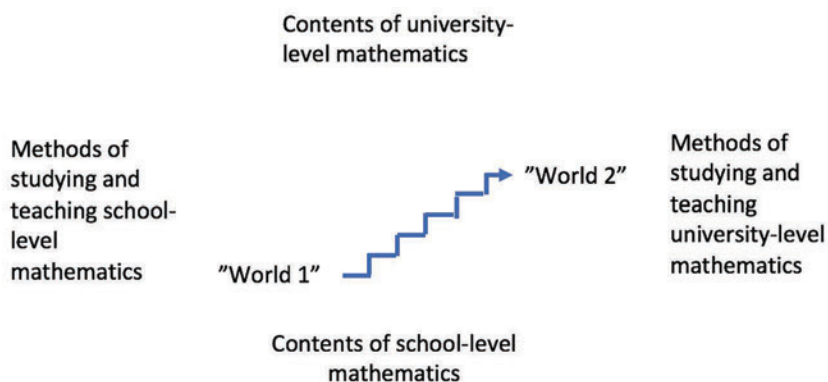 Contents of university-
level mathematics
Methods of
studying and
teaching school-
level
mathematics
”World 2”
Methods of
studying and
teaching
university-level
mathematics
”World 1”
Contents of school-level
mathematics